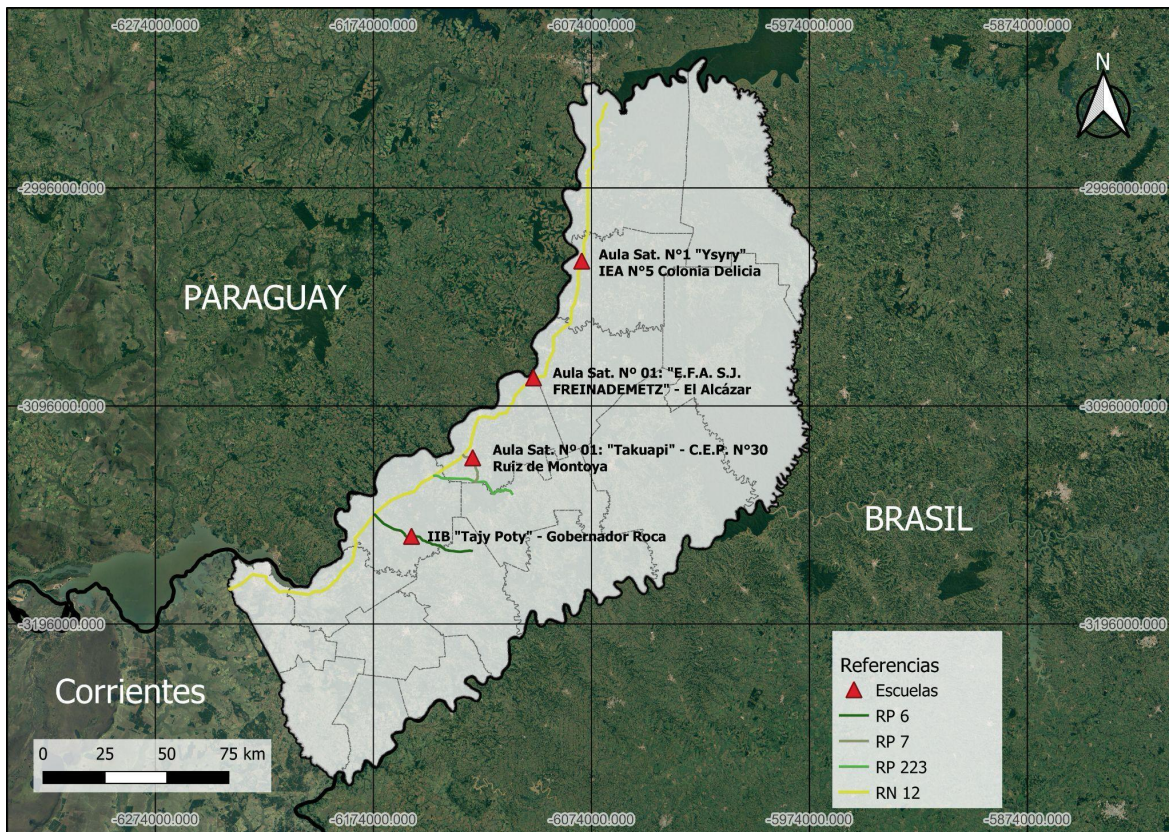 -6274000.000 -6174000.000 -6074000.000 -5974000.000 -5874000.000
N
-2996000.000 -2996000.000
Aula Sat. N°1 "Ysyry"
IEA N°5 Colonia Delicia
PARAGUAY
Aula Sat. Nº 01: "E.F.A. S.J.
FREINADEMETZ" - El Alcázar
-3096000.000 -3096000.000
Aula Sat. Nº 01: "Takuapi" - C.E.P. N°30
Ruiz de Montoya
BRASIL
IIB "Tajy Poty" - Gobernador Roca
-3196000.000 -3196000.000
Corrientes
Referencias
Escuelas
RP 6
RP 7
RP 223
RN 12
0 25 50 75 km
-6274000.000 -6174000.000 -6074000.000 -5974000.000 -5874000.000